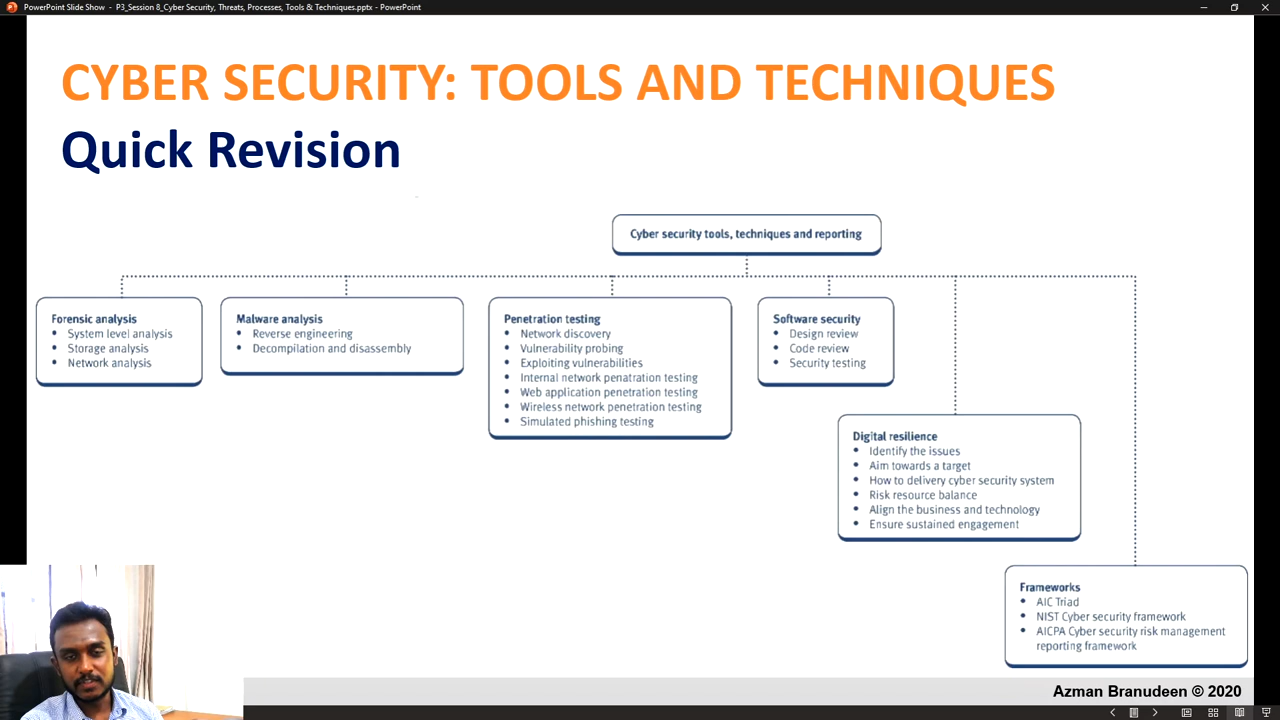 PowerPoint Slide Show - P3_Session 8_Cyber Security, Threats, Processes, Tools & Techniques.pptx - PowerPoint
CYBER SECURITY: TOOLS AND TECHNIQUES
Quick Revision
Cyber security tools, techniques and reporting
Forensic analysis
• System level analysis
• Storage analysis
• Network analysis
Malware analysis
• Reverse engineering
• Decompilation and disassembly
Penetration testing
• Network discovery
• Vulnerability probing
• Exploiting vulnerabilities
• Internal network penatration testing
• Web application penetration testing
• Wireless network penetration testing
• Simulated phishing testing
Software security
• Design review
• Code review
• Security testing
Digital resilience
• Identify the issues
• Aim towards a target
• How to delivery cyber security system
• Risk resource balance
• Align the business and technology
• Ensure sustained engagement
Frameworks
• AIC Triad
• NIST Cyber security framework
• AICPA Cyber security risk management
reporting framework
Azman Branudeen © 2020